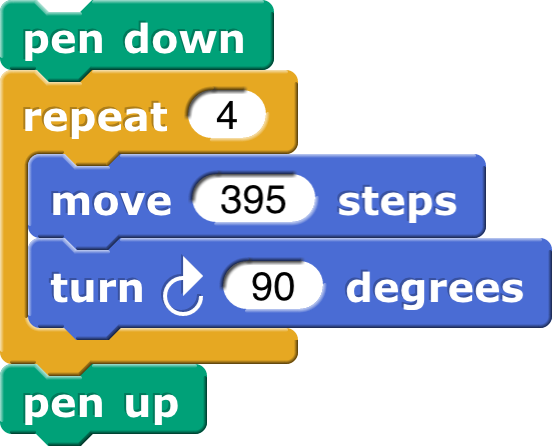 pen down
repeat 4
move 395 steps
turn 90 degrees
pen up